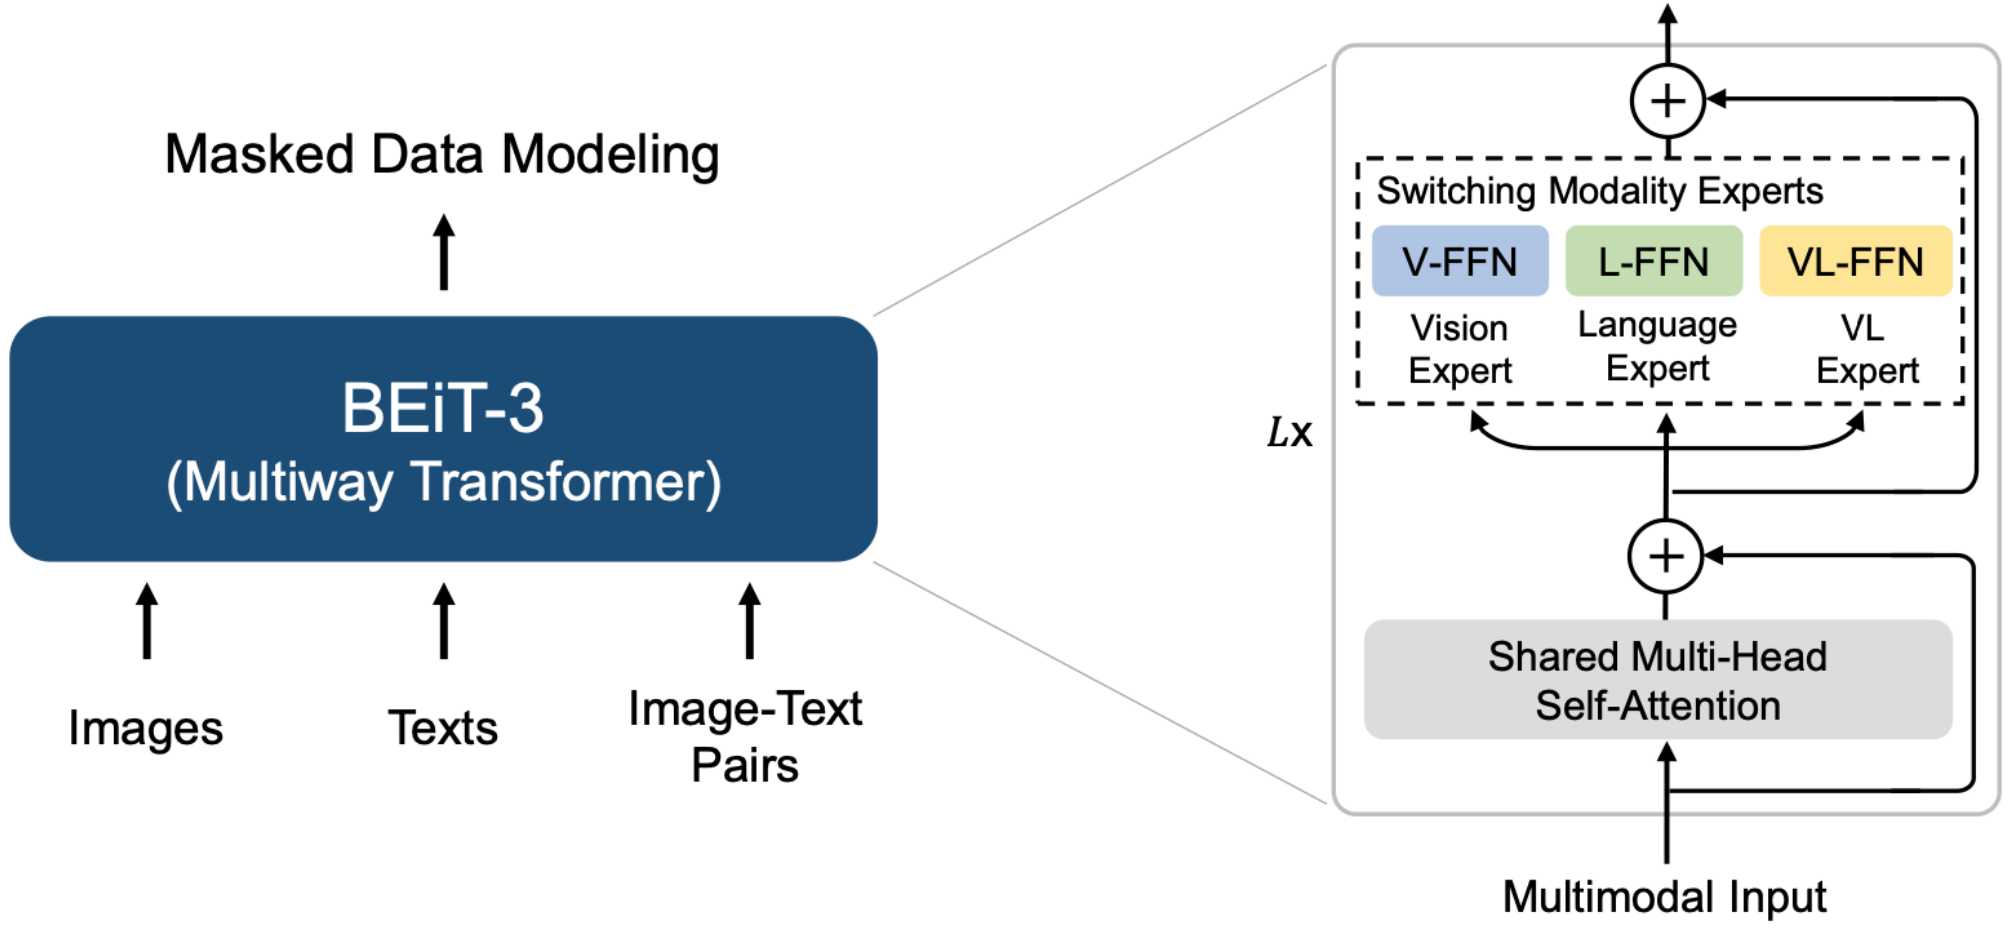 Masked Data Modeling
BEiT-3
(Multiway Transformer)
Images
Texts
Image-Text
Pairs
Lx
+
Switching Modality Experts
V-FFN
L-FFN
VL-FFN
Vision
Expert
Language
Expert
VL
Expert
+
Shared Multi-Head
Self-Attention
Multimodal Input